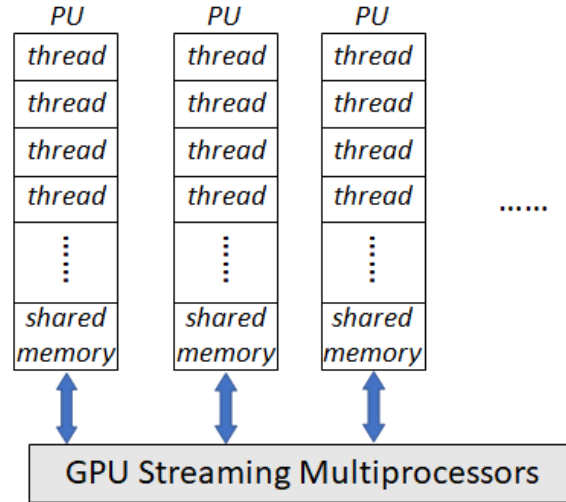 PU PU PU
thread thread thread
thread thread thread
thread thread thread
thread thread thread
......
shared shared shared
memory memory memory
GPU Streaming Multiprocessors